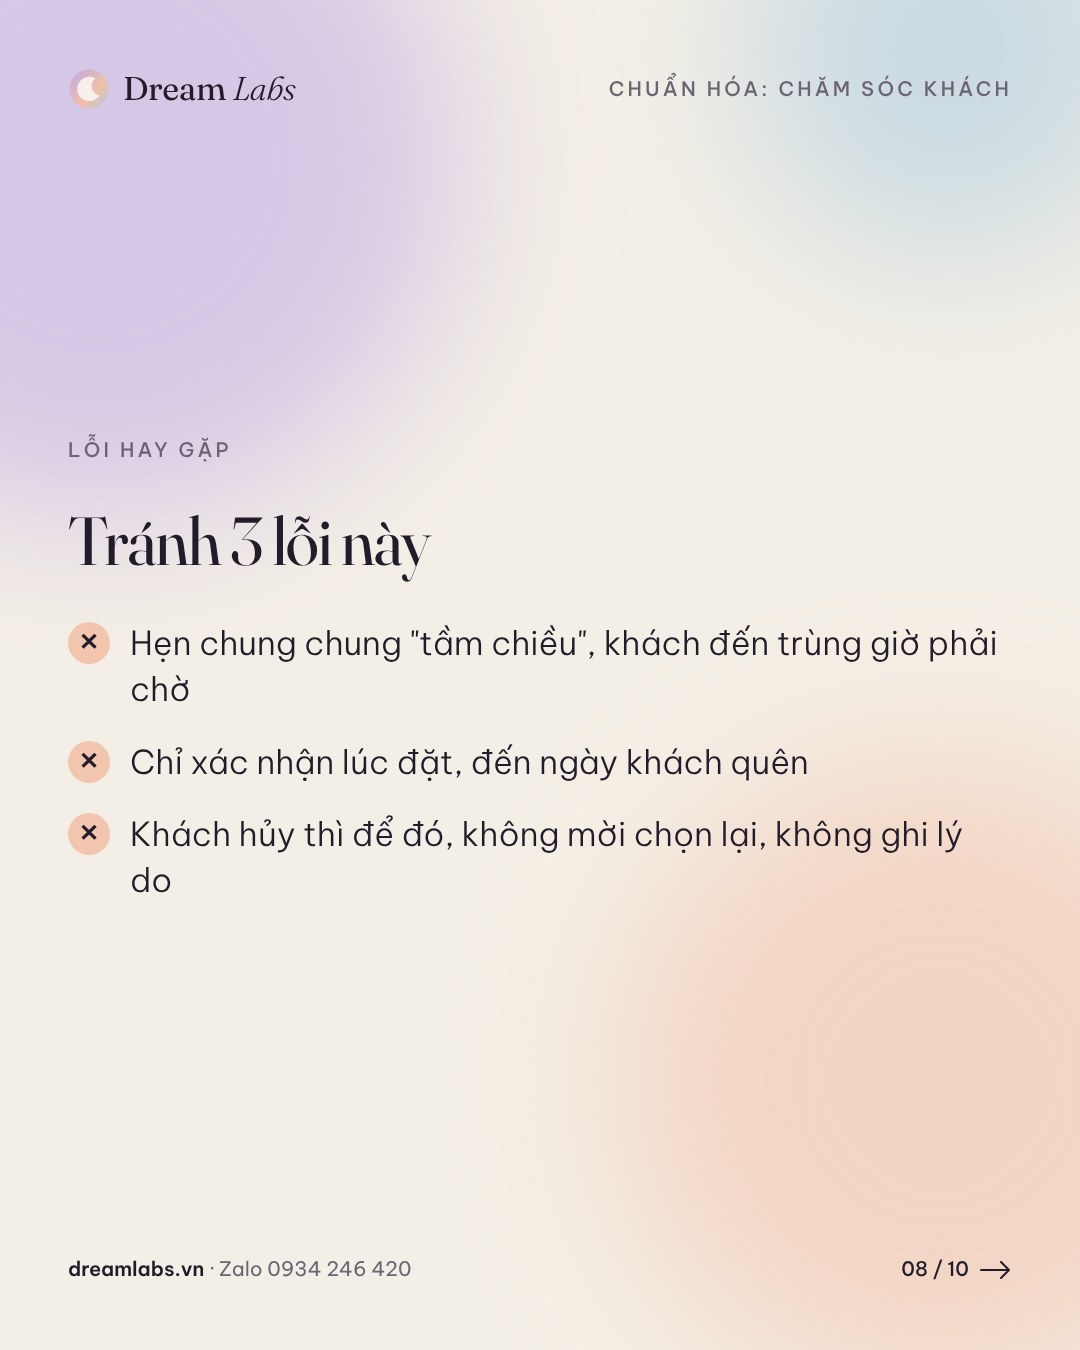 Dream Labs
CHUẨN HÓA: CHĂM SÓC KHÁCH
LỖI HAY GẶP
Tránh 3 lỗi này
Hẹn chung chung "tầm chiều", khách đến trùng giờ phải
chờ
Chỉ xác nhận lúc đặt, đến ngày khách quên
Khách hủy thì để đó, không mời chọn lại, không ghi lý
do
dreamlabs.vn · Zalo 0934 246 420
08 / 10 →